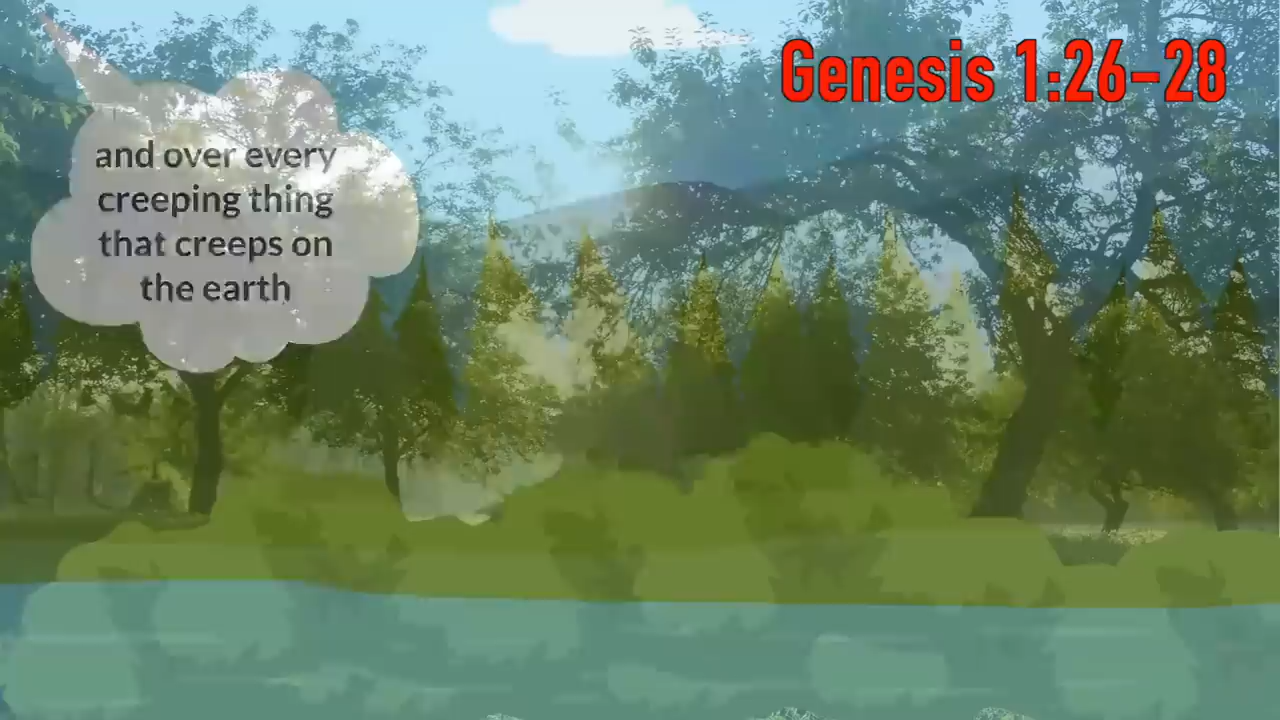 Genesis 1:26-28
and over every
creeping thing
that creeps on
the earth